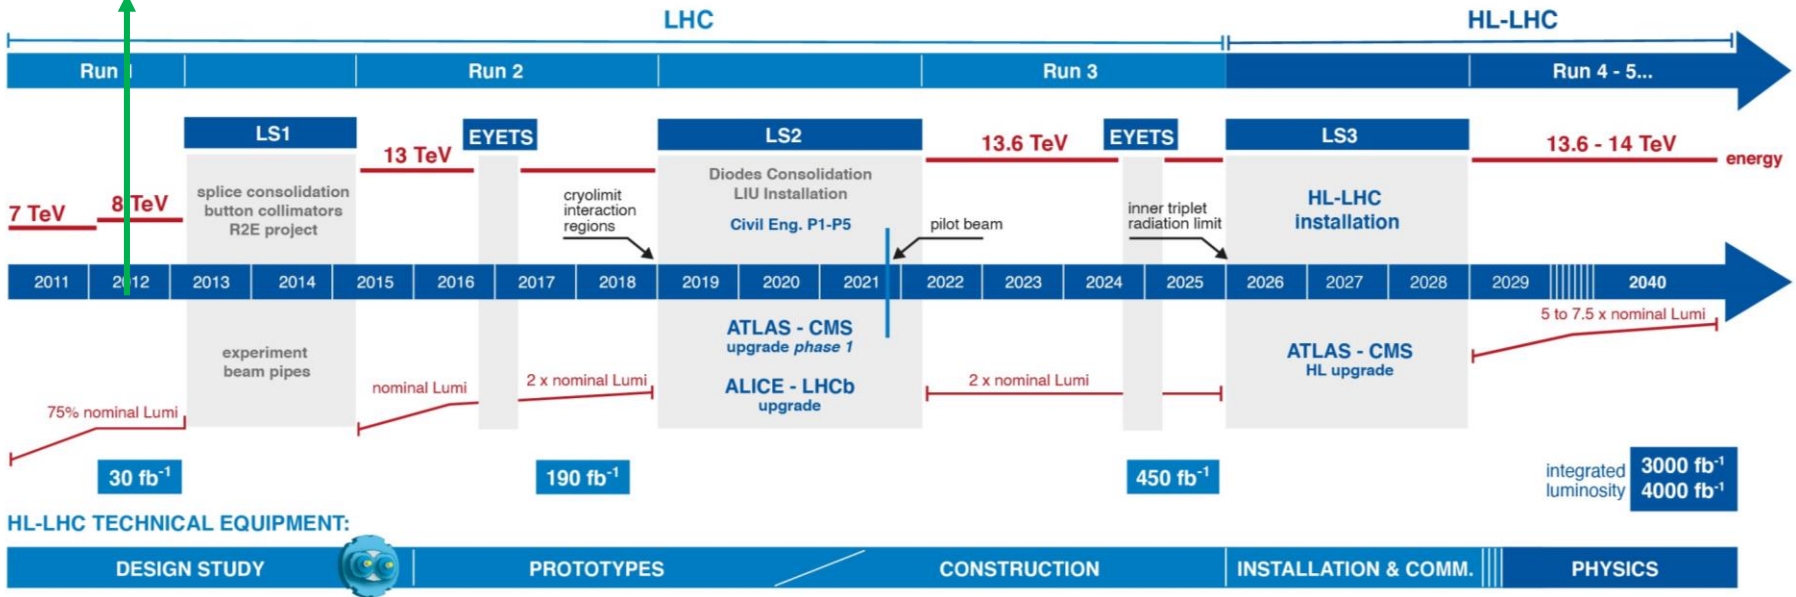 LHC
HL-LHC
Run 1
Run 2
Run 3
Run 4 - 5...
LS1
EYETS
LS2
EYETS
LS3
7 TeV
8 TeV
13 TeV
13.6 TeV
13.6 - 14 TeV
energy
splice consolidation
button collimators
R2E project
cryolimit
interaction
regions
Diodes Consolidation
LIU Installation
Civil Eng. P1-P5
pilot beam
inner triplet
radiation limit
HL-LHC
installation
2011
2012
2013
2014
2015
2016
2017
2018
2019
2020
2021
2022
2023
2024
2025
2026
2027
2028
2029
2040
experiment
beam pipes
ATLAS - CMS
upgrade phase 1
ALICE - LHCb
upgrade
ATLAS - CMS
HL upgrade
75% nominal Lumi
nominal Lumi
2 x nominal Lumi
2 x nominal Lumi
5 to 7.5 x nominal Lumi
30 fb⁻¹
190 fb⁻¹
450 fb⁻¹
integrated
luminosity
3000 fb⁻¹
4000 fb⁻¹
HL-LHC TECHNICAL EQUIPMENT:
DESIGN STUDY
PROTOTYPES
CONSTRUCTION
INSTALLATION & COMM.
PHYSICS